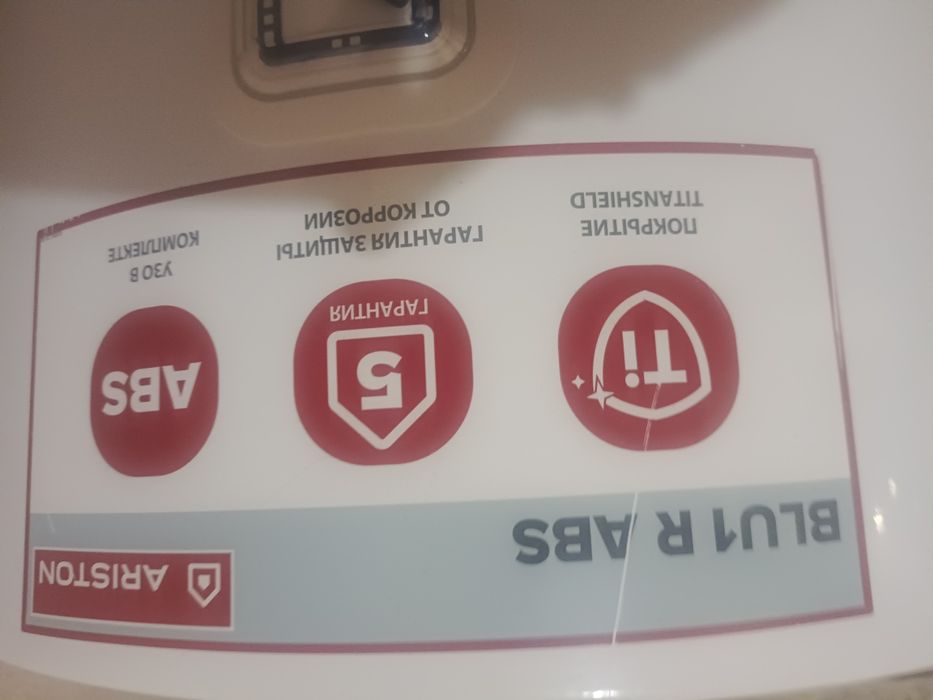 ARISTON
BLU1 R ABS
Ti
5
ГАРАНТИЯ
ABS
ПОКРЫТИЕ
TITANSHIELD
ГАРАНТИЯ ЗАЩИТЫ
ОТ КОРРОЗИИ
УЗО В
КОМПЛЕКТЕ